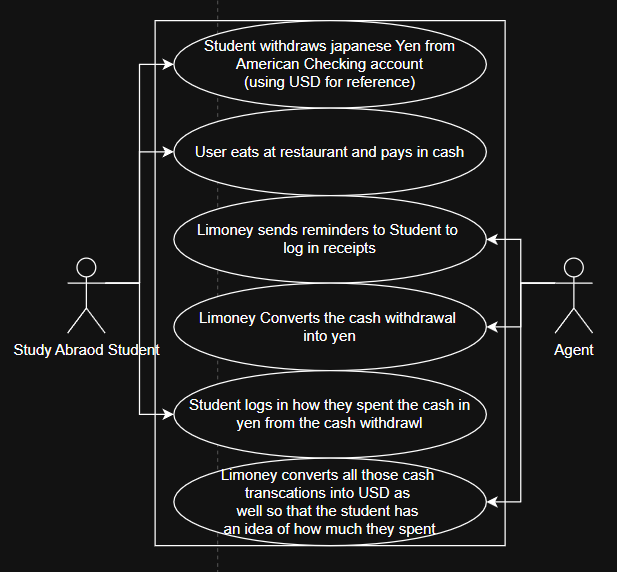 Student withdraws japanese Yen from
American Checking account
(using USD for reference)
User eats at restaurant and pays in cash
Limoney sends reminders to Student to
log in receipts
Limoney Converts the cash withdrawal
into yen
Study Abraod Student
Agent
Student logs in how they spent the cash in
yen from the cash withdrawl
Limoney converts all those cash
transcations into USD as
well so that the student has
an idea of how much they spent